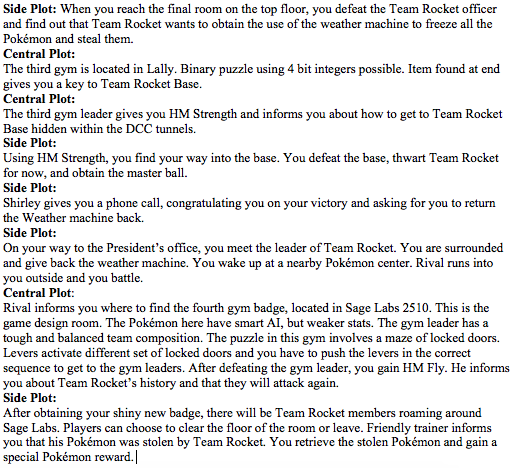 Side Plot: When you reach the final room on the top floor, you defeat the Team Rocket officer
and find out that Team Rocket wants to obtain the use of the weather machine to freeze all the
Pokémon and steal them.
Central Plot:
The third gym is located in Lally. Binary puzzle using 4 bit integers possible. Item found at end
gives you a key to Team Rocket Base.
Central Plot:
The third gym leader gives you HM Strength and informs you about how to get to Team Rocket
Base hidden within the DCC tunnels.
Side Plot:
Using HM Strength, you find your way into the base. You defeat the base, thwart Team Rocket
for now, and obtain the master ball.
Side Plot:
Shirley gives you a phone call, congratulating you on your victory and asking for you to return
the Weather machine back.
Side Plot:
On your way to the President's office, you meet the leader of Team Rocket. You are surrounded
and give back the weather machine. You wake up at a nearby Pokémon center. Rival runs into
you outside and you battle.
Central Plot:
Rival informs you where to find the fourth gym badge, located in Sage Labs 2510. This is the
game design room. The Pokémon here have smart AI, but weaker stats. The gym leader has a
tough and balanced team composition. The puzzle in this gym involves a maze of locked doors.
Levers activate different set of locked doors and you have to push the levers in the correct
sequence to get to the gym leaders. After defeating the gym leader, you gain HM Fly. He informs
you about Team Rocket's history and that they will attack again.
Side Plot:
After obtaining your shiny new badge, there will be Team Rocket members roaming around
Sage Labs. Players can choose to clear the floor of the room or leave. Friendly trainer informs
you that his Pokémon was stolen by Team Rocket. You retrieve the stolen Pokémon and gain a
special Pokémon reward.